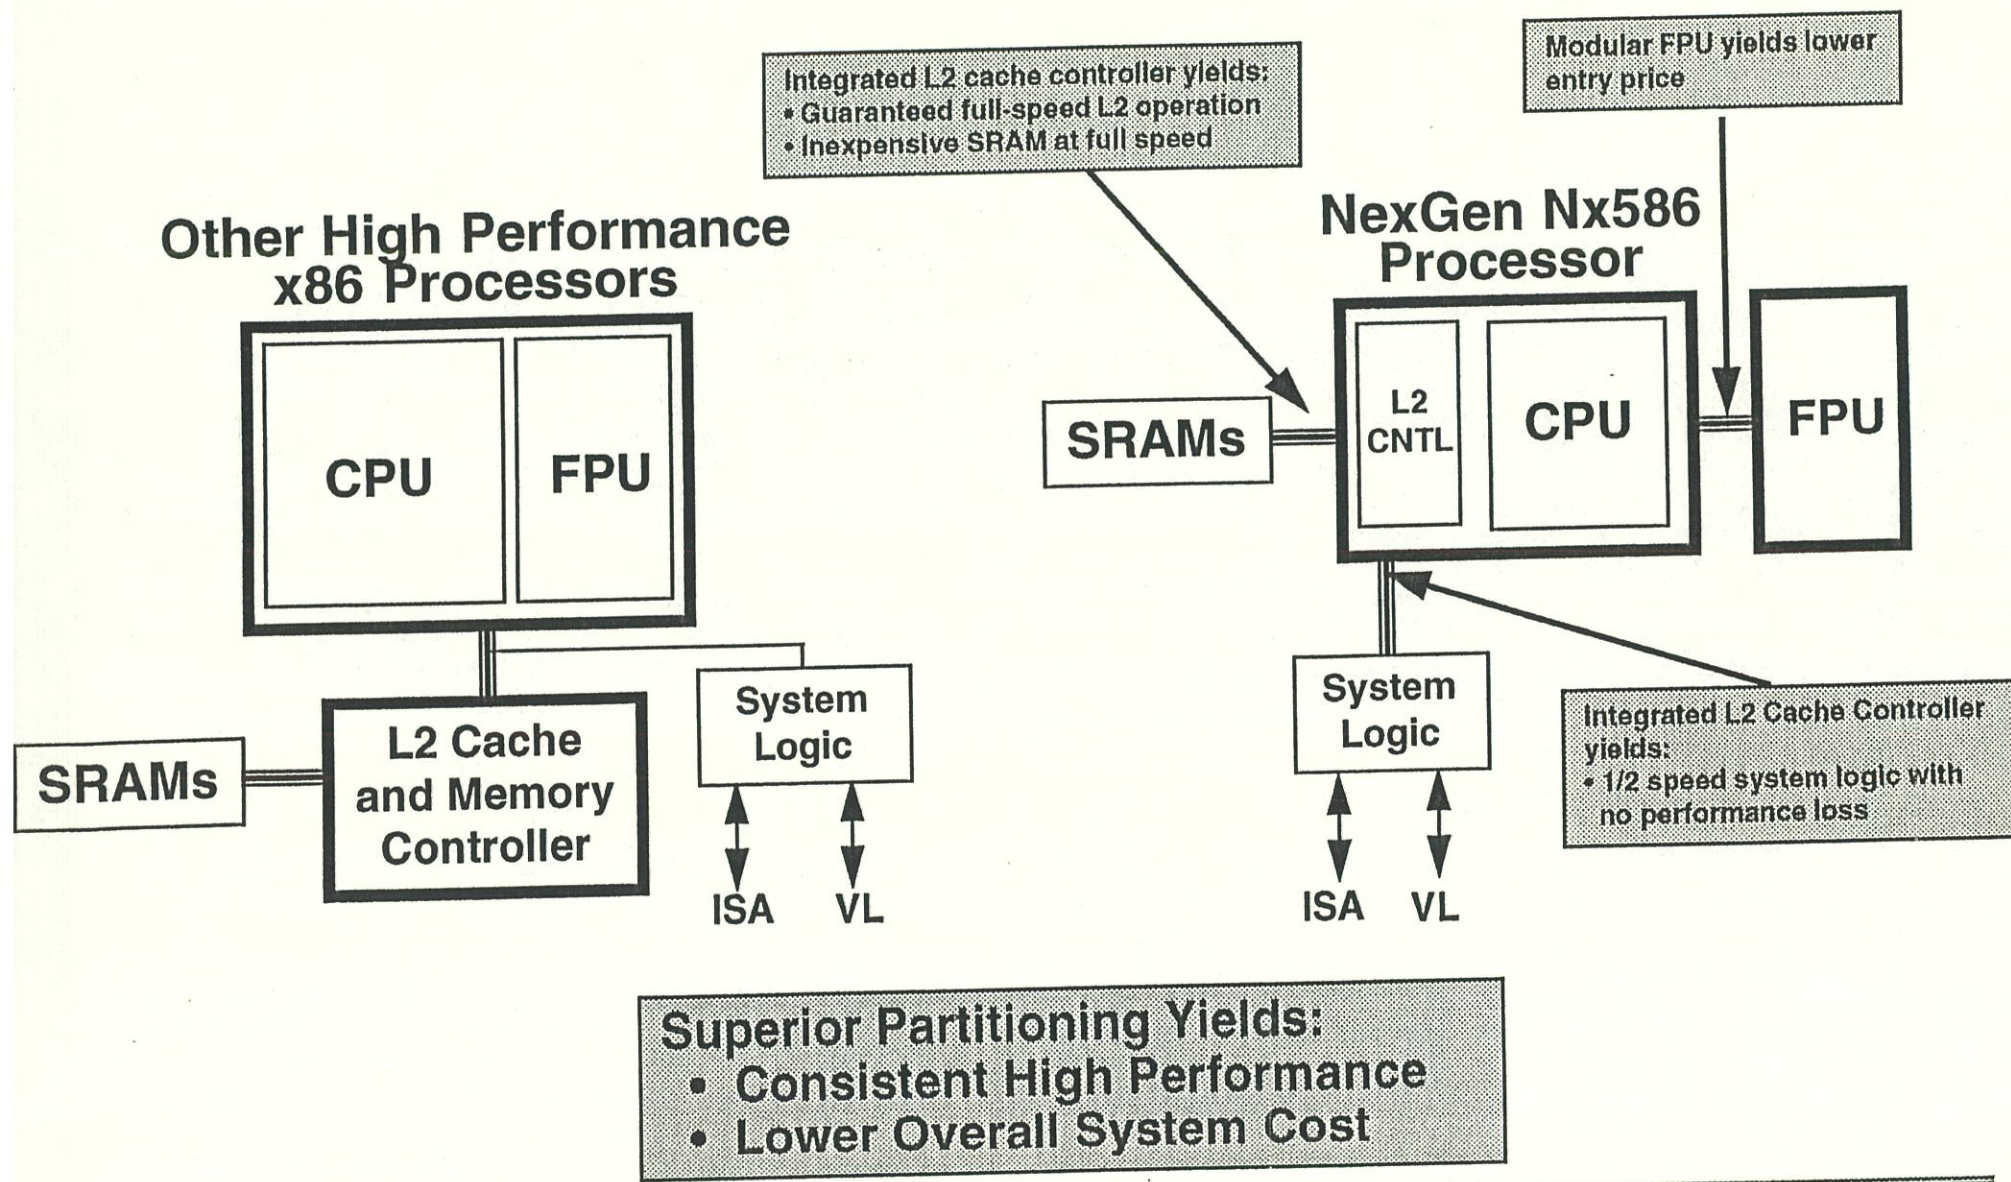 Modular FPU yields lower
entry price
Integrated L2 cache controller yields:
• Guaranteed full-speed L2 operation
• Inexpensive SRAM at full speed
Other High Performance
x86 Processors
CPU
FPU
SRAMs
L2 Cache
and Memory
Controller
System
Logic
ISA
VL
NexGen Nx586
Processor
SRAMs
L2
CNTL
CPU
FPU
System
Logic
ISA
VL
Integrated L2 Cache Controller
yields:
• 1/2 speed system logic with
no performance loss
Superior Partitioning Yields:
• Consistent High Performance
• Lower Overall System Cost